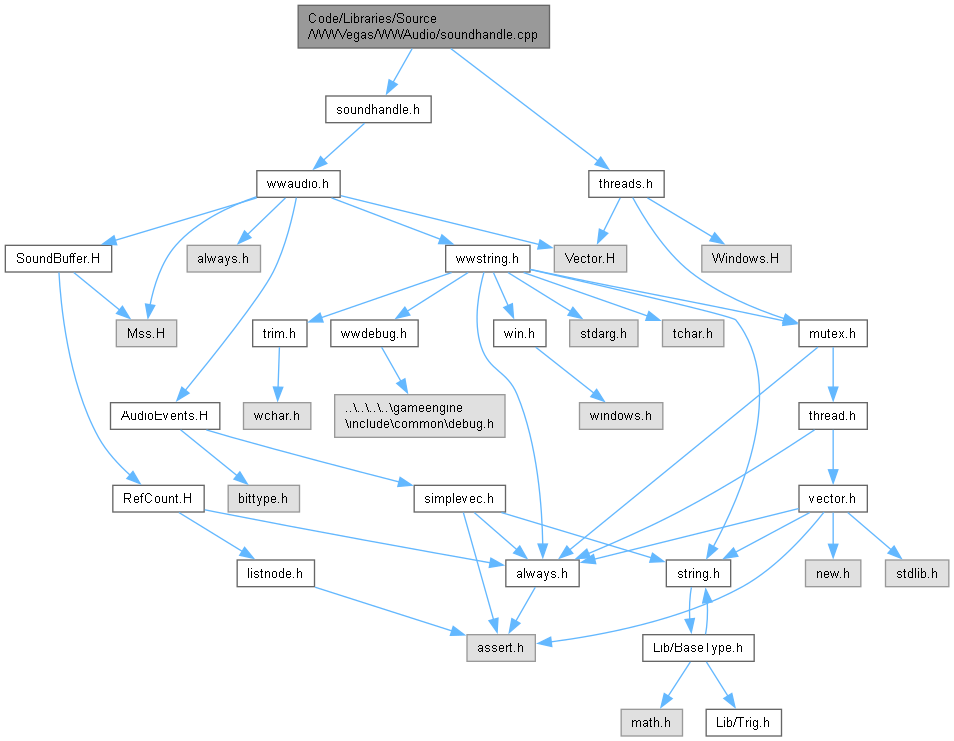 Code/Libraries/Source
/WWVegas/WWAudio/soundhandle.cpp
soundhandle.h
wwaudio.h
threads.h
SoundBuffer.H
always.h
wwstring.h
Vector.H
Windows.H
Mss.H
trim.h
wwdebug.h
win.h
stdarg.h
tchar.h
mutex.h
AudioEvents.H
wchar.h
..\..\..\..\gameengine
\include\common\debug.h
windows.h
thread.h
RefCount.H
bittype.h
simplevec.h
vector.h
listnode.h
always.h
string.h
new.h
stdlib.h
assert.h
Lib/BaseType.h
math.h
Lib/Trig.h